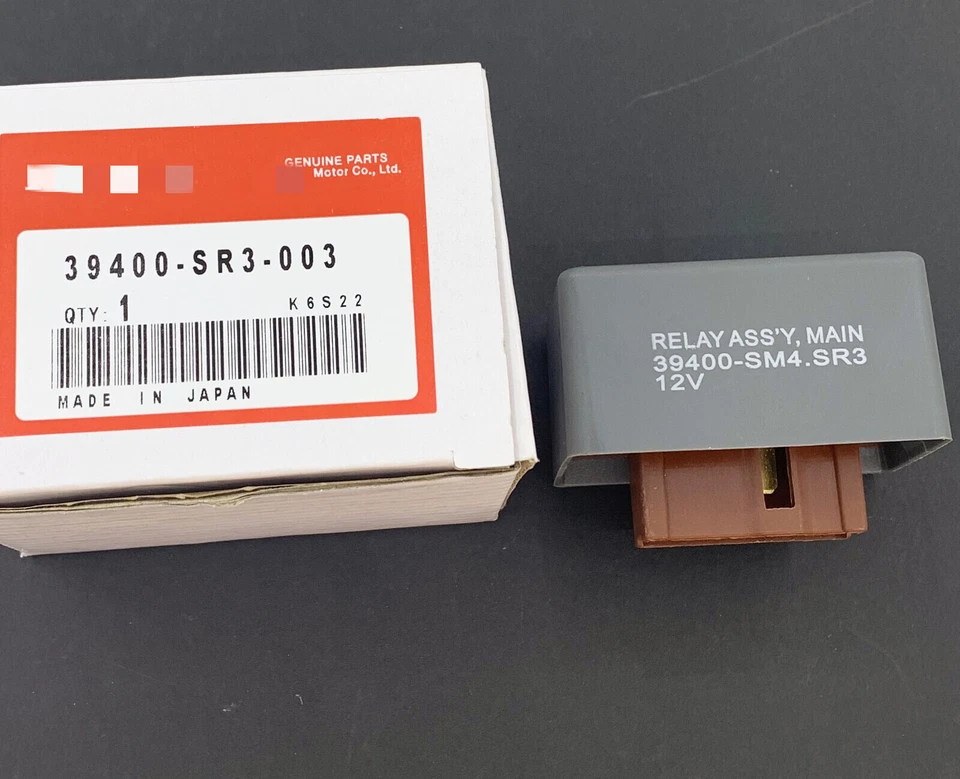 GENUINE PARTS
Motor Co., Ltd.
39400-SR3-003
QTY: 1 K6S22
MADE IN JAPAN
RELAY ASS'Y, MAIN
39400-SM4.SR3
12V